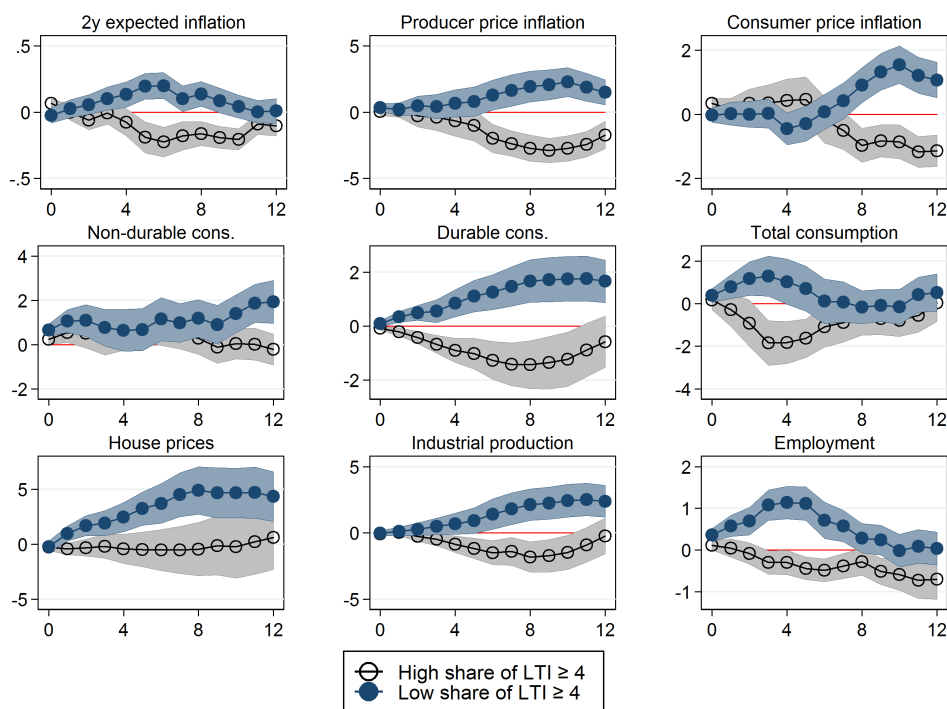 2y expected inflation
Producer price inflation
Consumer price inflation
.5
0
-.5
0 4 8 12
5
0
-5
0 4 8 12
2
0
-2
0 4 8 12
Non-durable cons.
Durable cons.
Total consumption
4
2
0
-2
0 4 8 12
2
0
-2
0 4 8 12
2
0
-2
-4
0 4 8 12
House prices
Industrial production
Employment
5
0
-5
0 4 8 12
5
0
-5
0 4 8 12
2
1
0
-1
0 4 8 12
High share of LTI ≥ 4
Low share of LTI ≥ 4